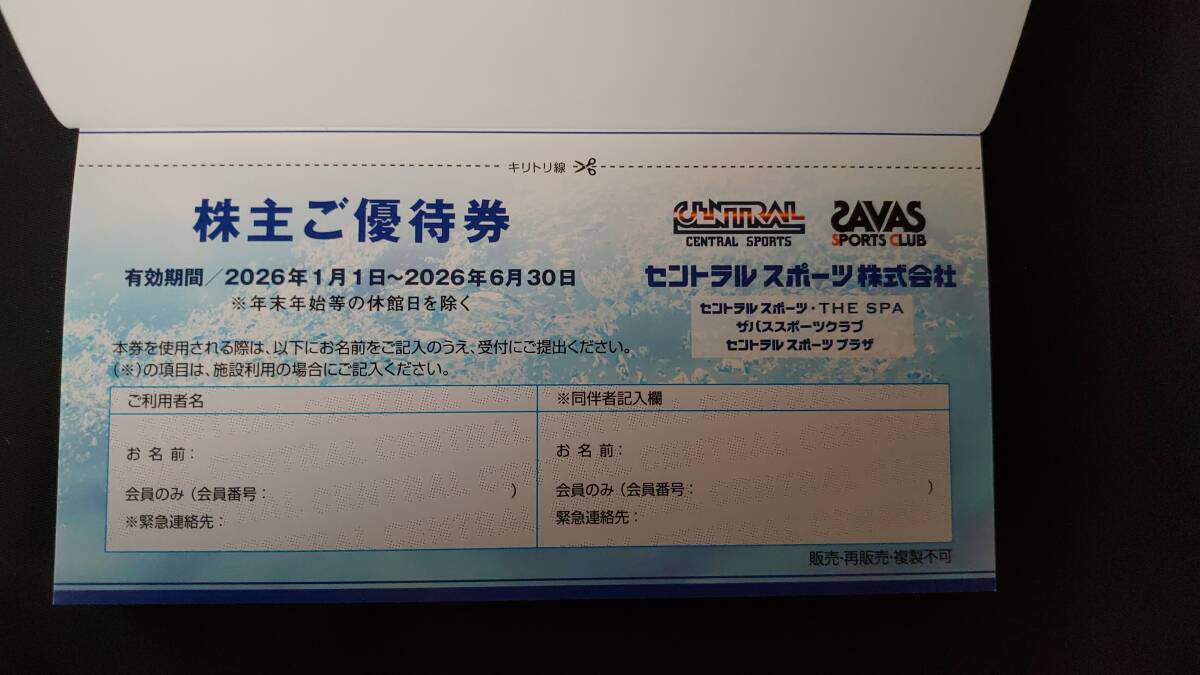 キリトリ線
株主ご優待券
有効期間/2026年1月1日~2026年6月30日
※年末年始等の休館日を除く
CENTRAL
CENTRAL SPORTS
SAVAS
SPORTS CLUB
セントラルスポーツ株式会社
セントラルスポーツ・THE SPA
ザバススポーツクラブ
セントラルスポーツプラザ
本券を使用される際は、以下にお名前をご記入のうえ、受付にご提出ください。
(※)の項目は、施設利用の場合にご記入ください。
ご利用者名
お名前:
会員のみ(会員番号: )
※緊急連絡先:
※同伴者記入欄
お名前:
会員のみ(会員番号: )
緊急連絡先:
販売・再販売・複製不可